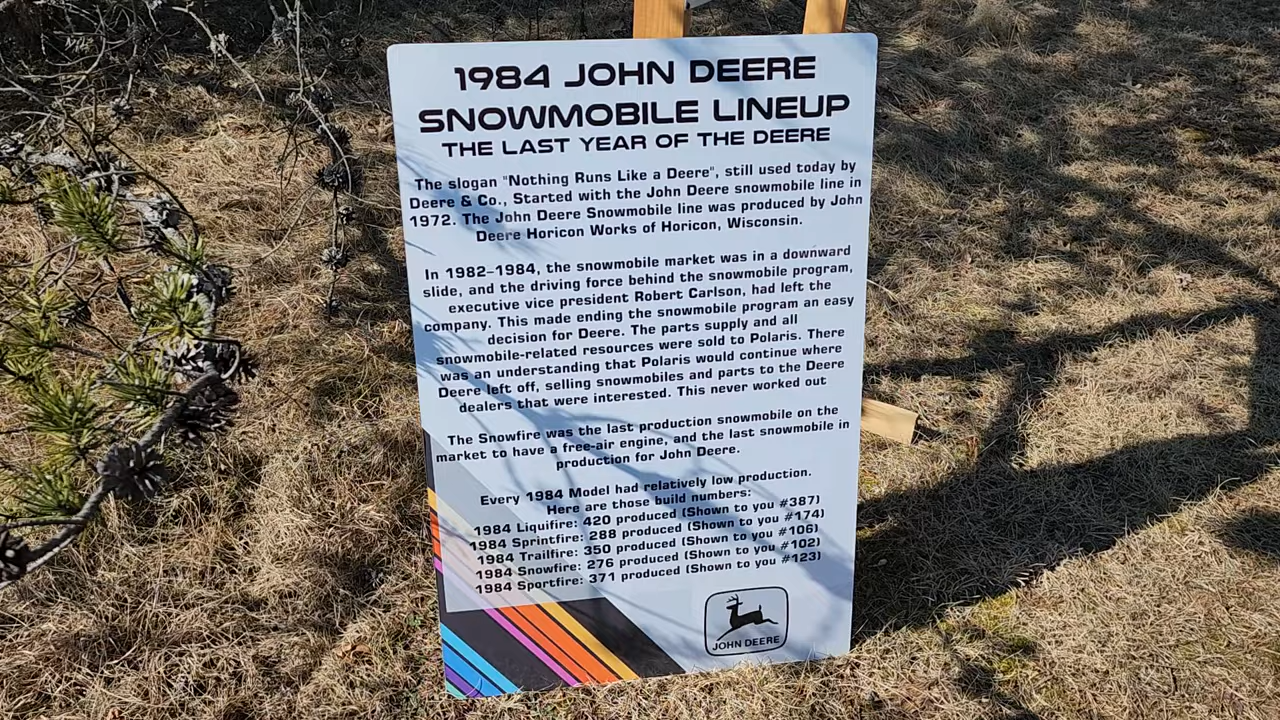 1984 JOHN DEERE
SNOWMOBILE LINEUP
THE LAST YEAR OF THE DEERE
The slogan "Nothing Runs Like a Deere", still used today by
Deere & Co., Started with the John Deere snowmobile line in
1972. The John Deere Snowmobile line was produced by John
Deere Horicon Works of Horicon, Wisconsin.
In 1982-1984, the snowmobile market was in a downward
slide, and the driving force behind the snowmobile program,
executive vice president Robert Carlson, had left the
company. This made ending the snowmobile program an easy
decision for Deere. The parts supply and all
snowmobile-related resources were sold to Polaris. There
was an understanding that Polaris would continue where
Deere left off, selling snowmobiles and parts to the Deere
dealers that were interested. This never worked out
The Snowfire was the last production snowmobile on the
market to have a free-air engine, and the last snowmobile in
production for John Deere.
Every 1984 Model had relatively low production.
Here are those build numbers:
1984 Liquifire: 420 produced (Shown to you #387)
1984 Sprintfire: 288 produced (Shown to you #174)
1984 Trailfire: 350 produced (Shown to you #106)
1984 Snowfire: 276 produced (Shown to you #102)
1984 Sportfire: 371 produced (Shown to you #123)
JOHN DEERE